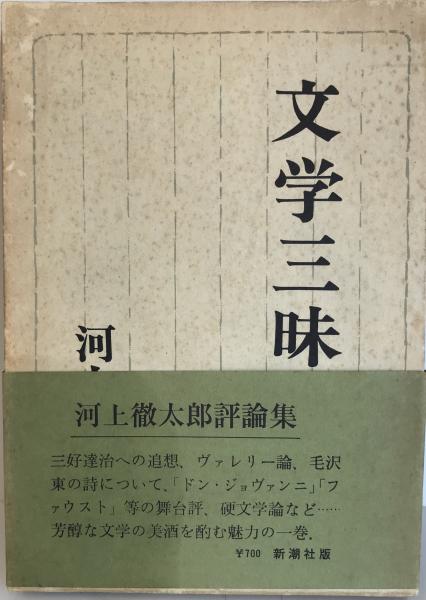 文学三昧
河上
河上徹太郎評論集
三好達治への追想、ヴァレリー論、毛沢
東の詩について、「ドン・ジョヴァンニ」「フ
ァウスト」等の舞台評、硬文学論など……
芳醇な文学の美酒を酌む魅力の一巻.
¥700 新潮社版